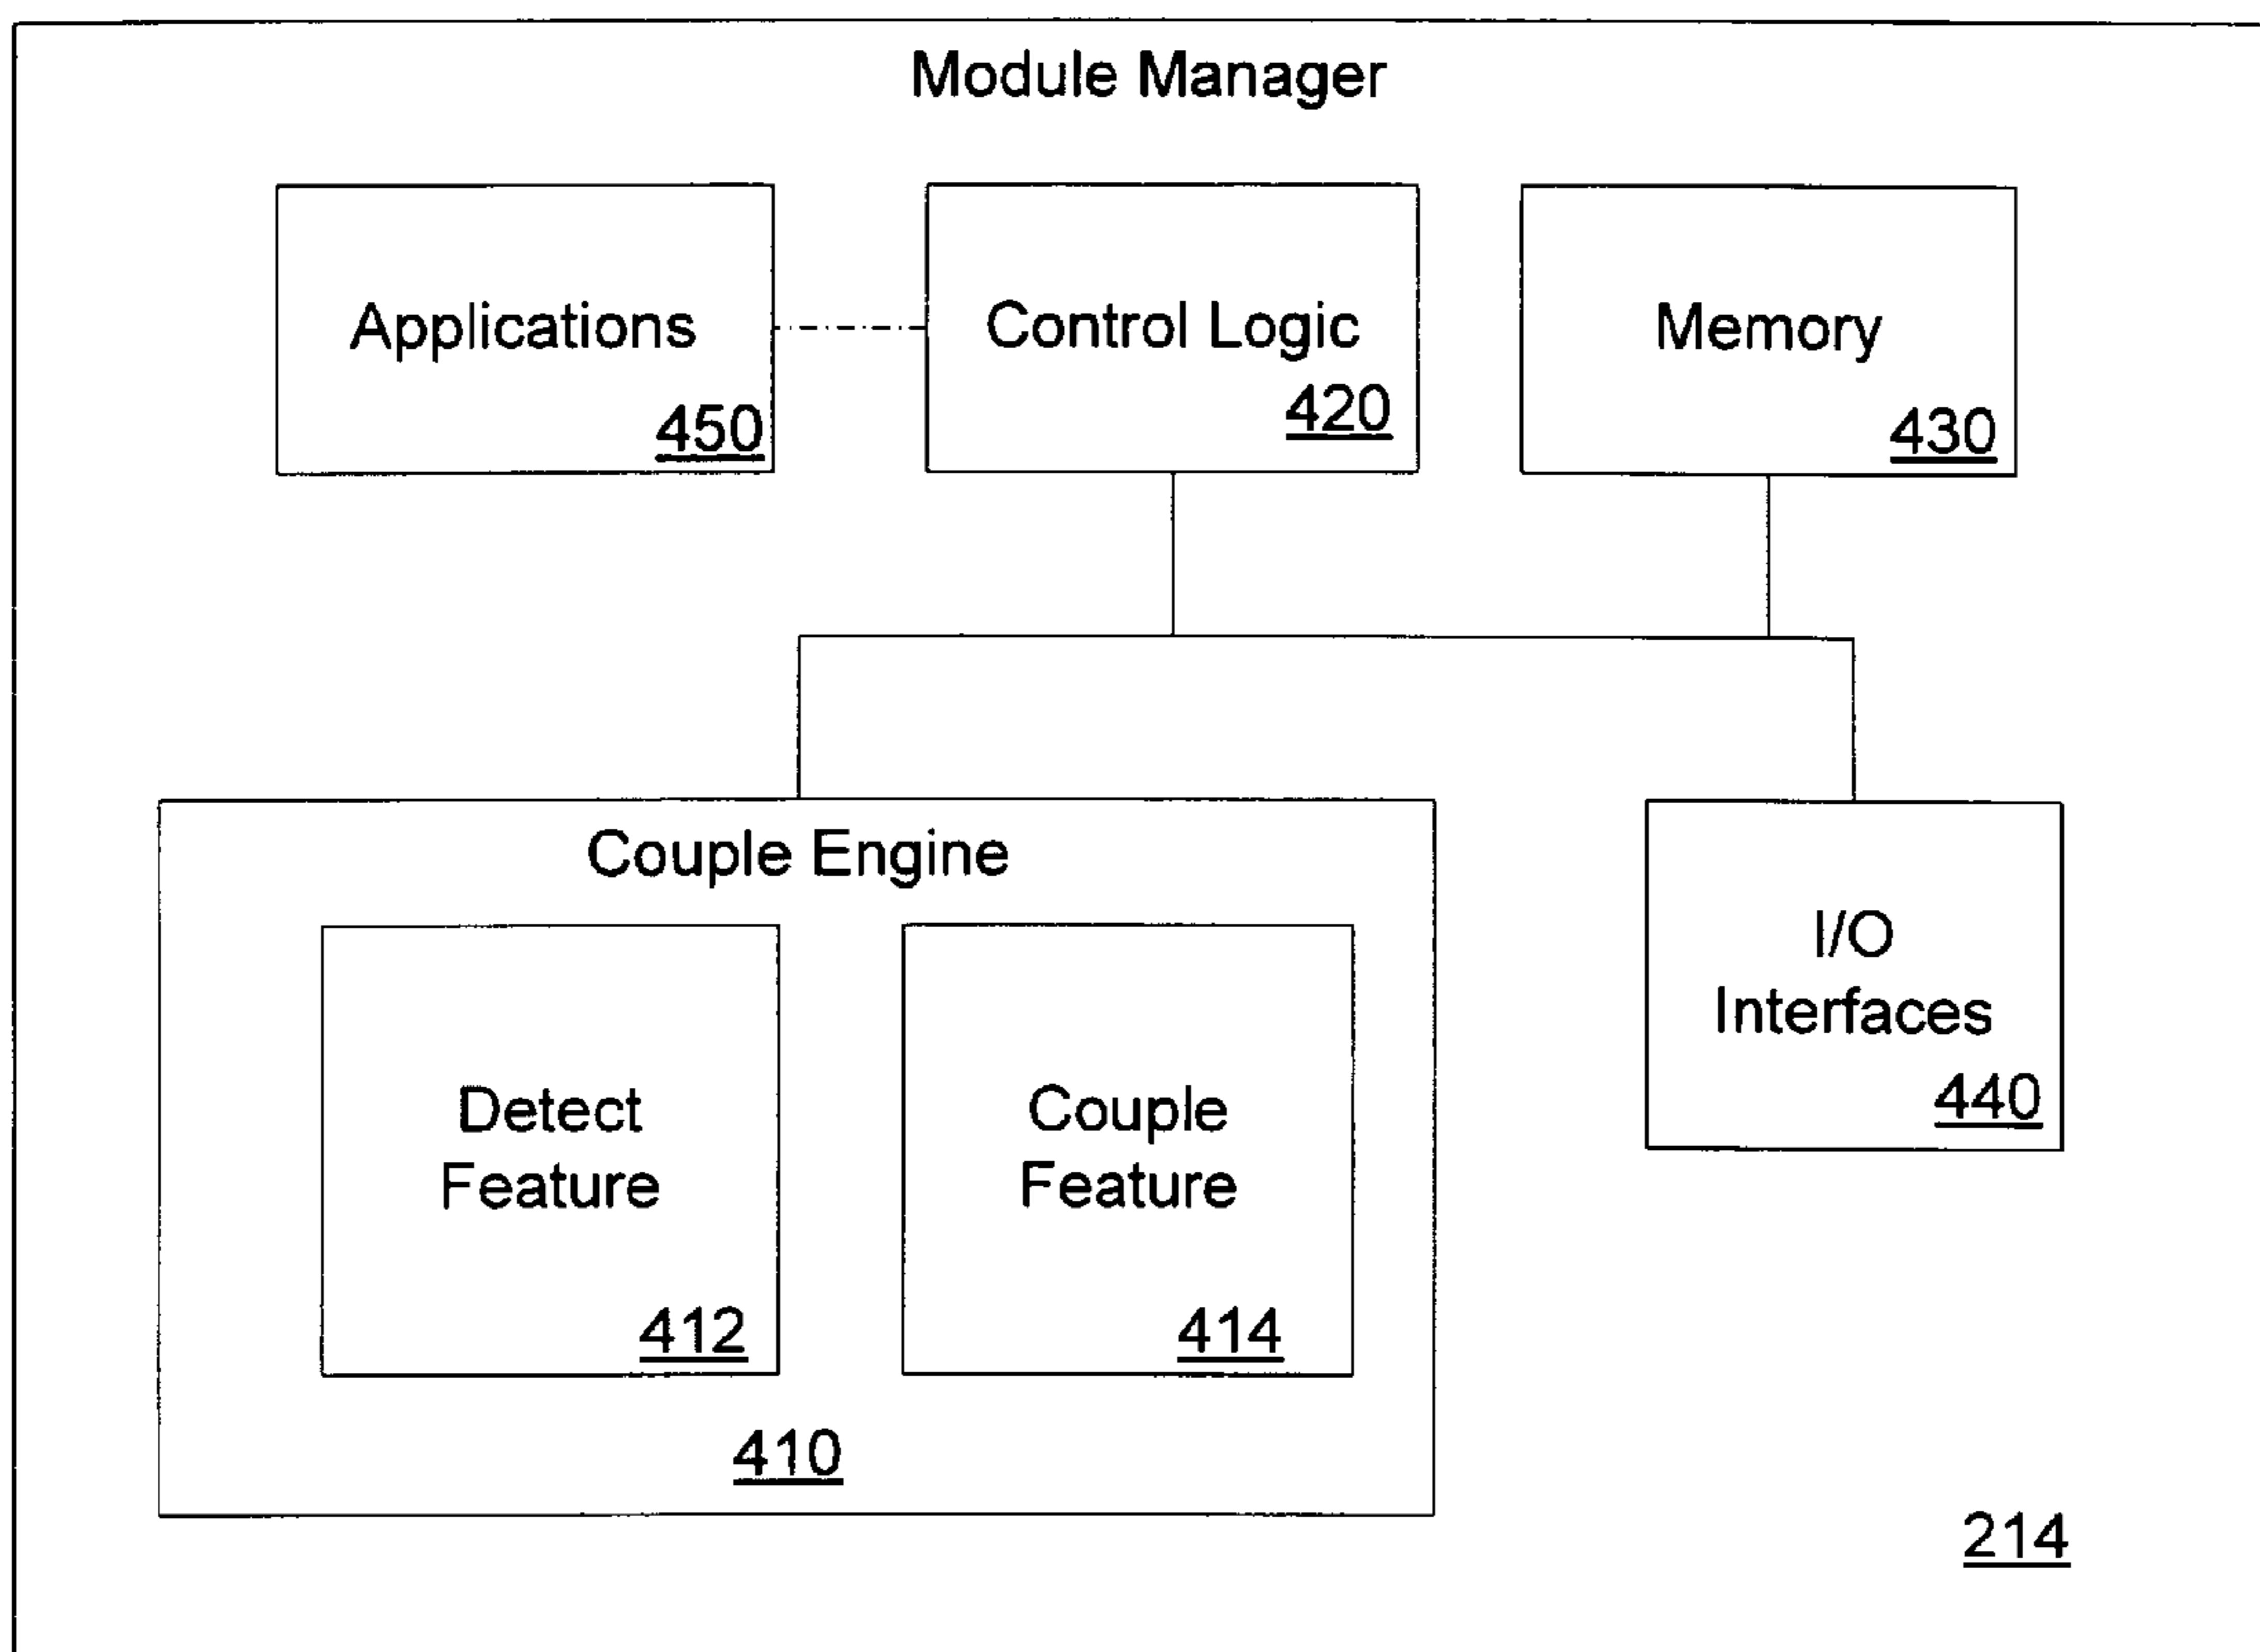 Module Manager
Applications
450
Control Logic
420
Memory
430
Couple Engine
Detect
Feature
412
Couple
Feature
414
410
I/O
Interfaces
440
214